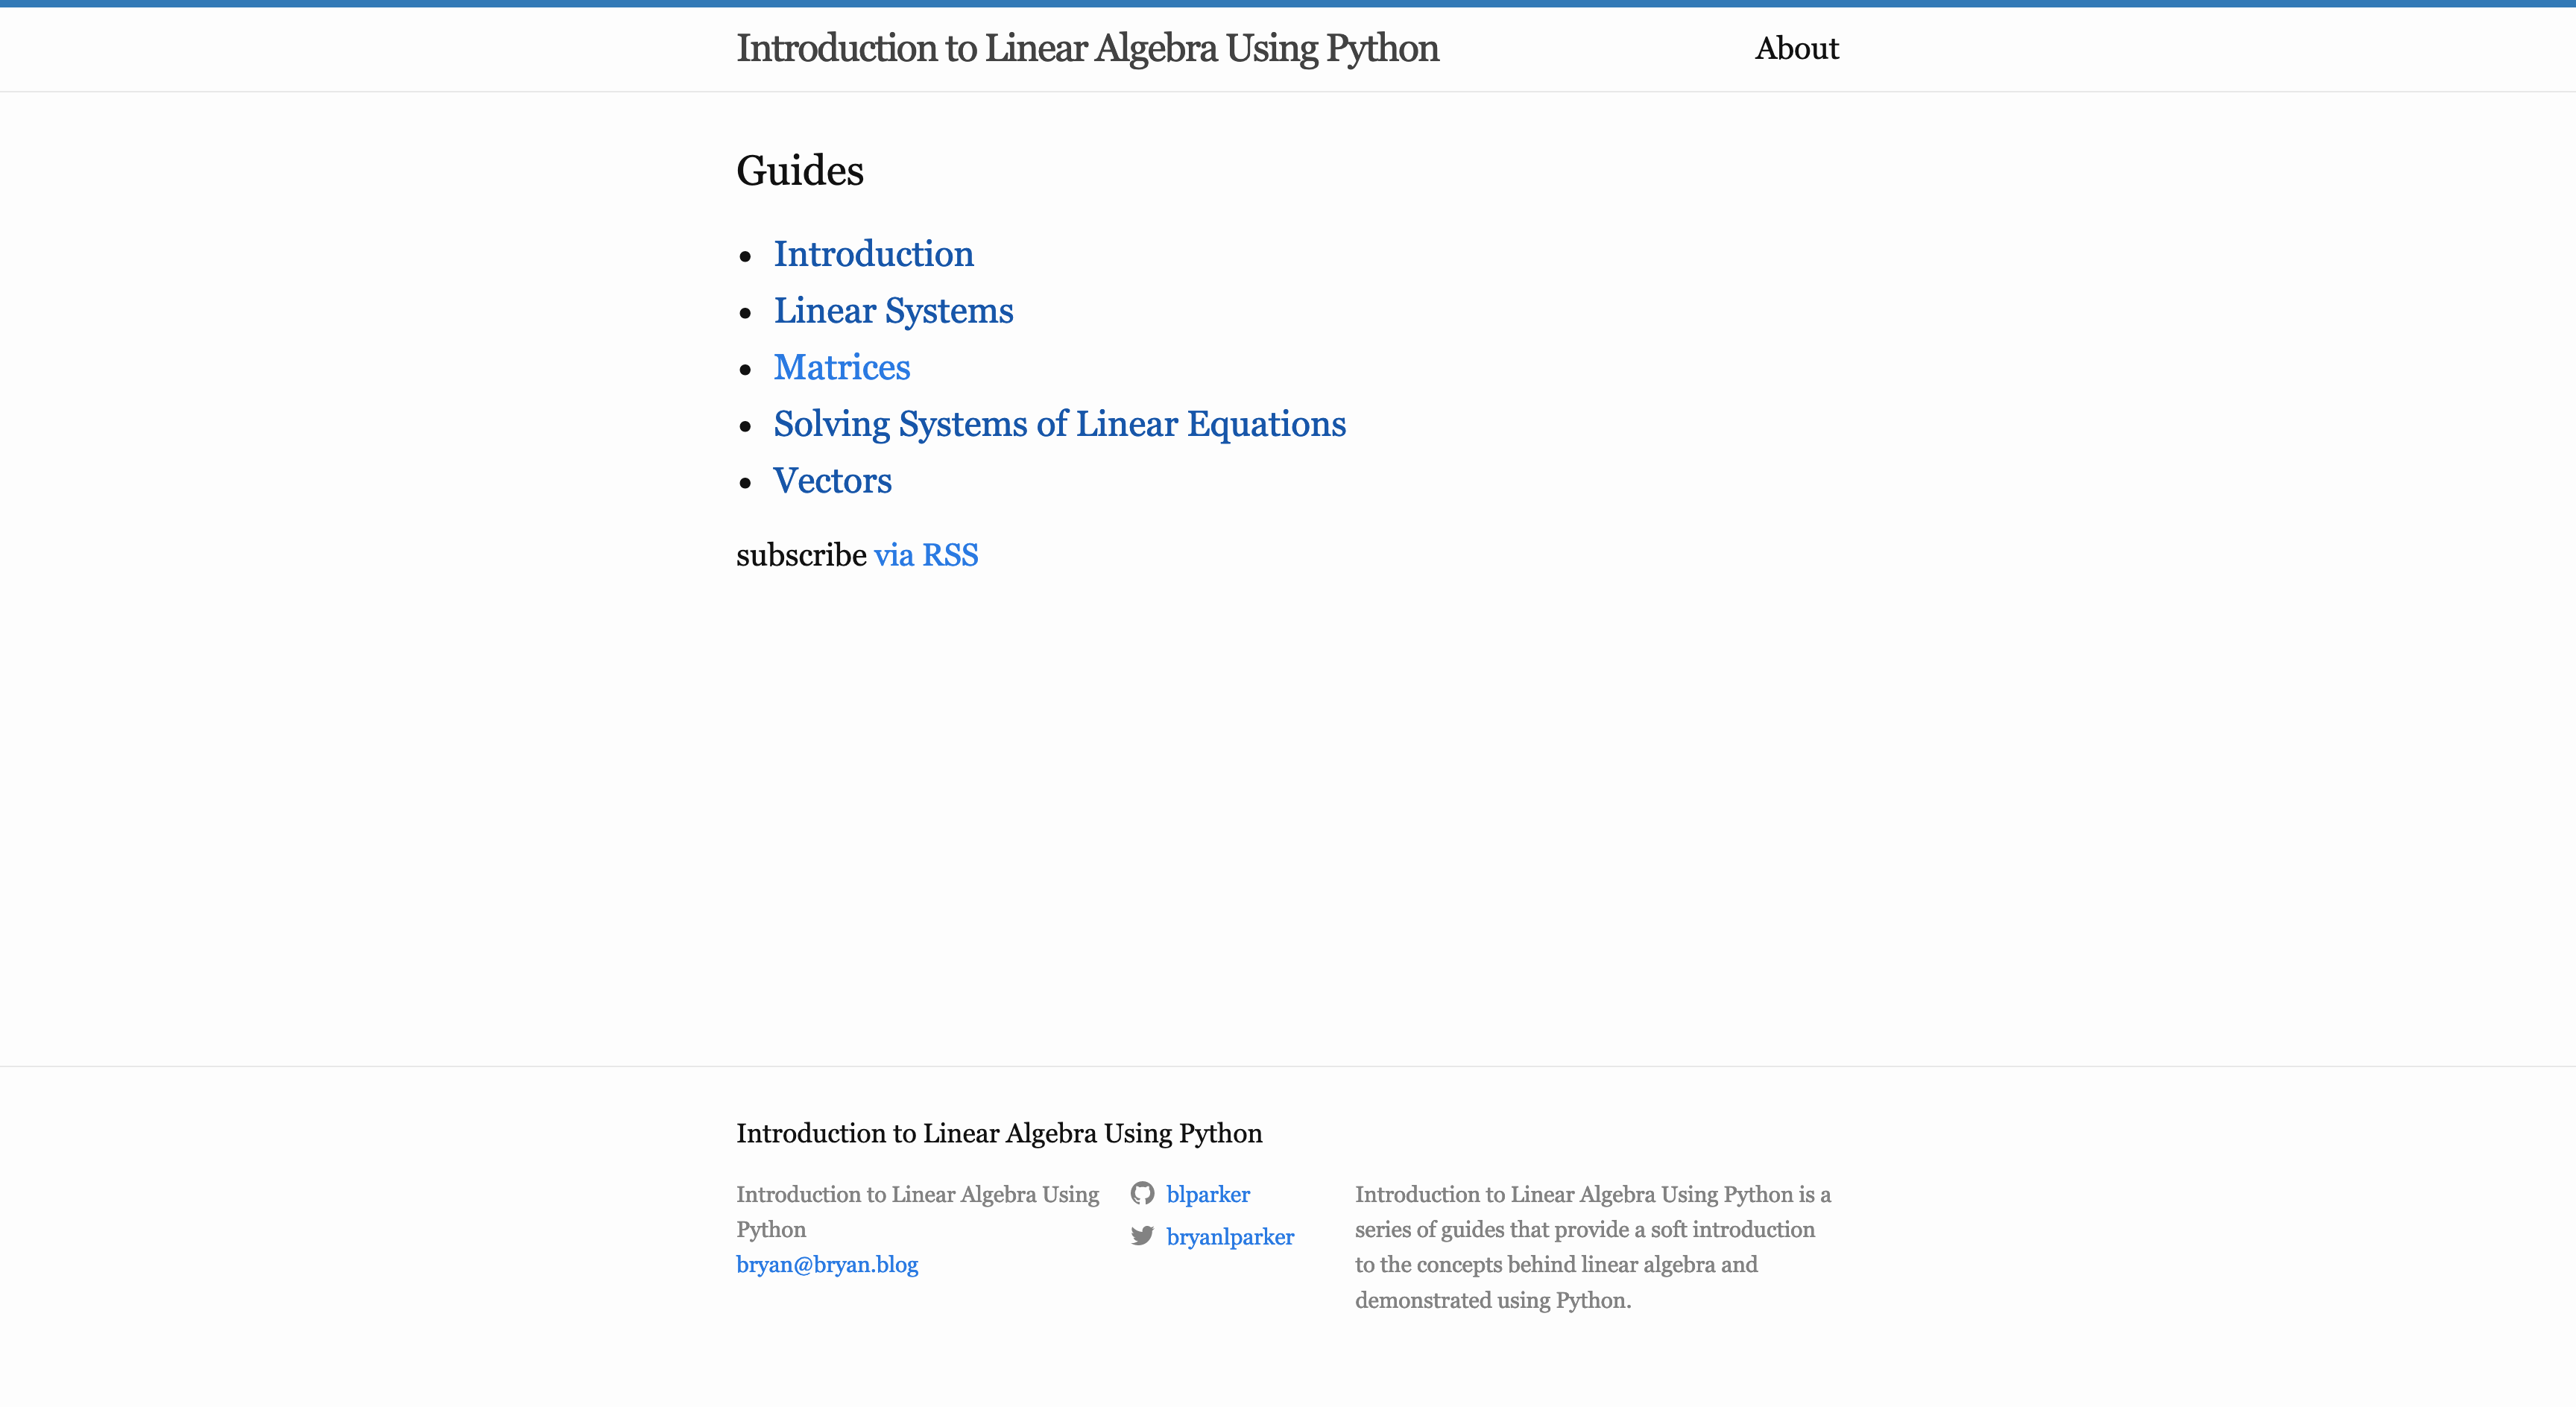 Introduction to Linear Algebra Using Python
About
Guides
Introduction
Linear Systems
Matrices
Solving Systems of Linear Equations
Vectors
subscribe via RSS
Introduction to Linear Algebra Using Python
Introduction to Linear Algebra Using
Python
bryan@bryan.blog
blparker
bryanlparker
Introduction to Linear Algebra Using Python is a
series of guides that provide a soft introduction
to the concepts behind linear algebra and
demonstrated using Python.